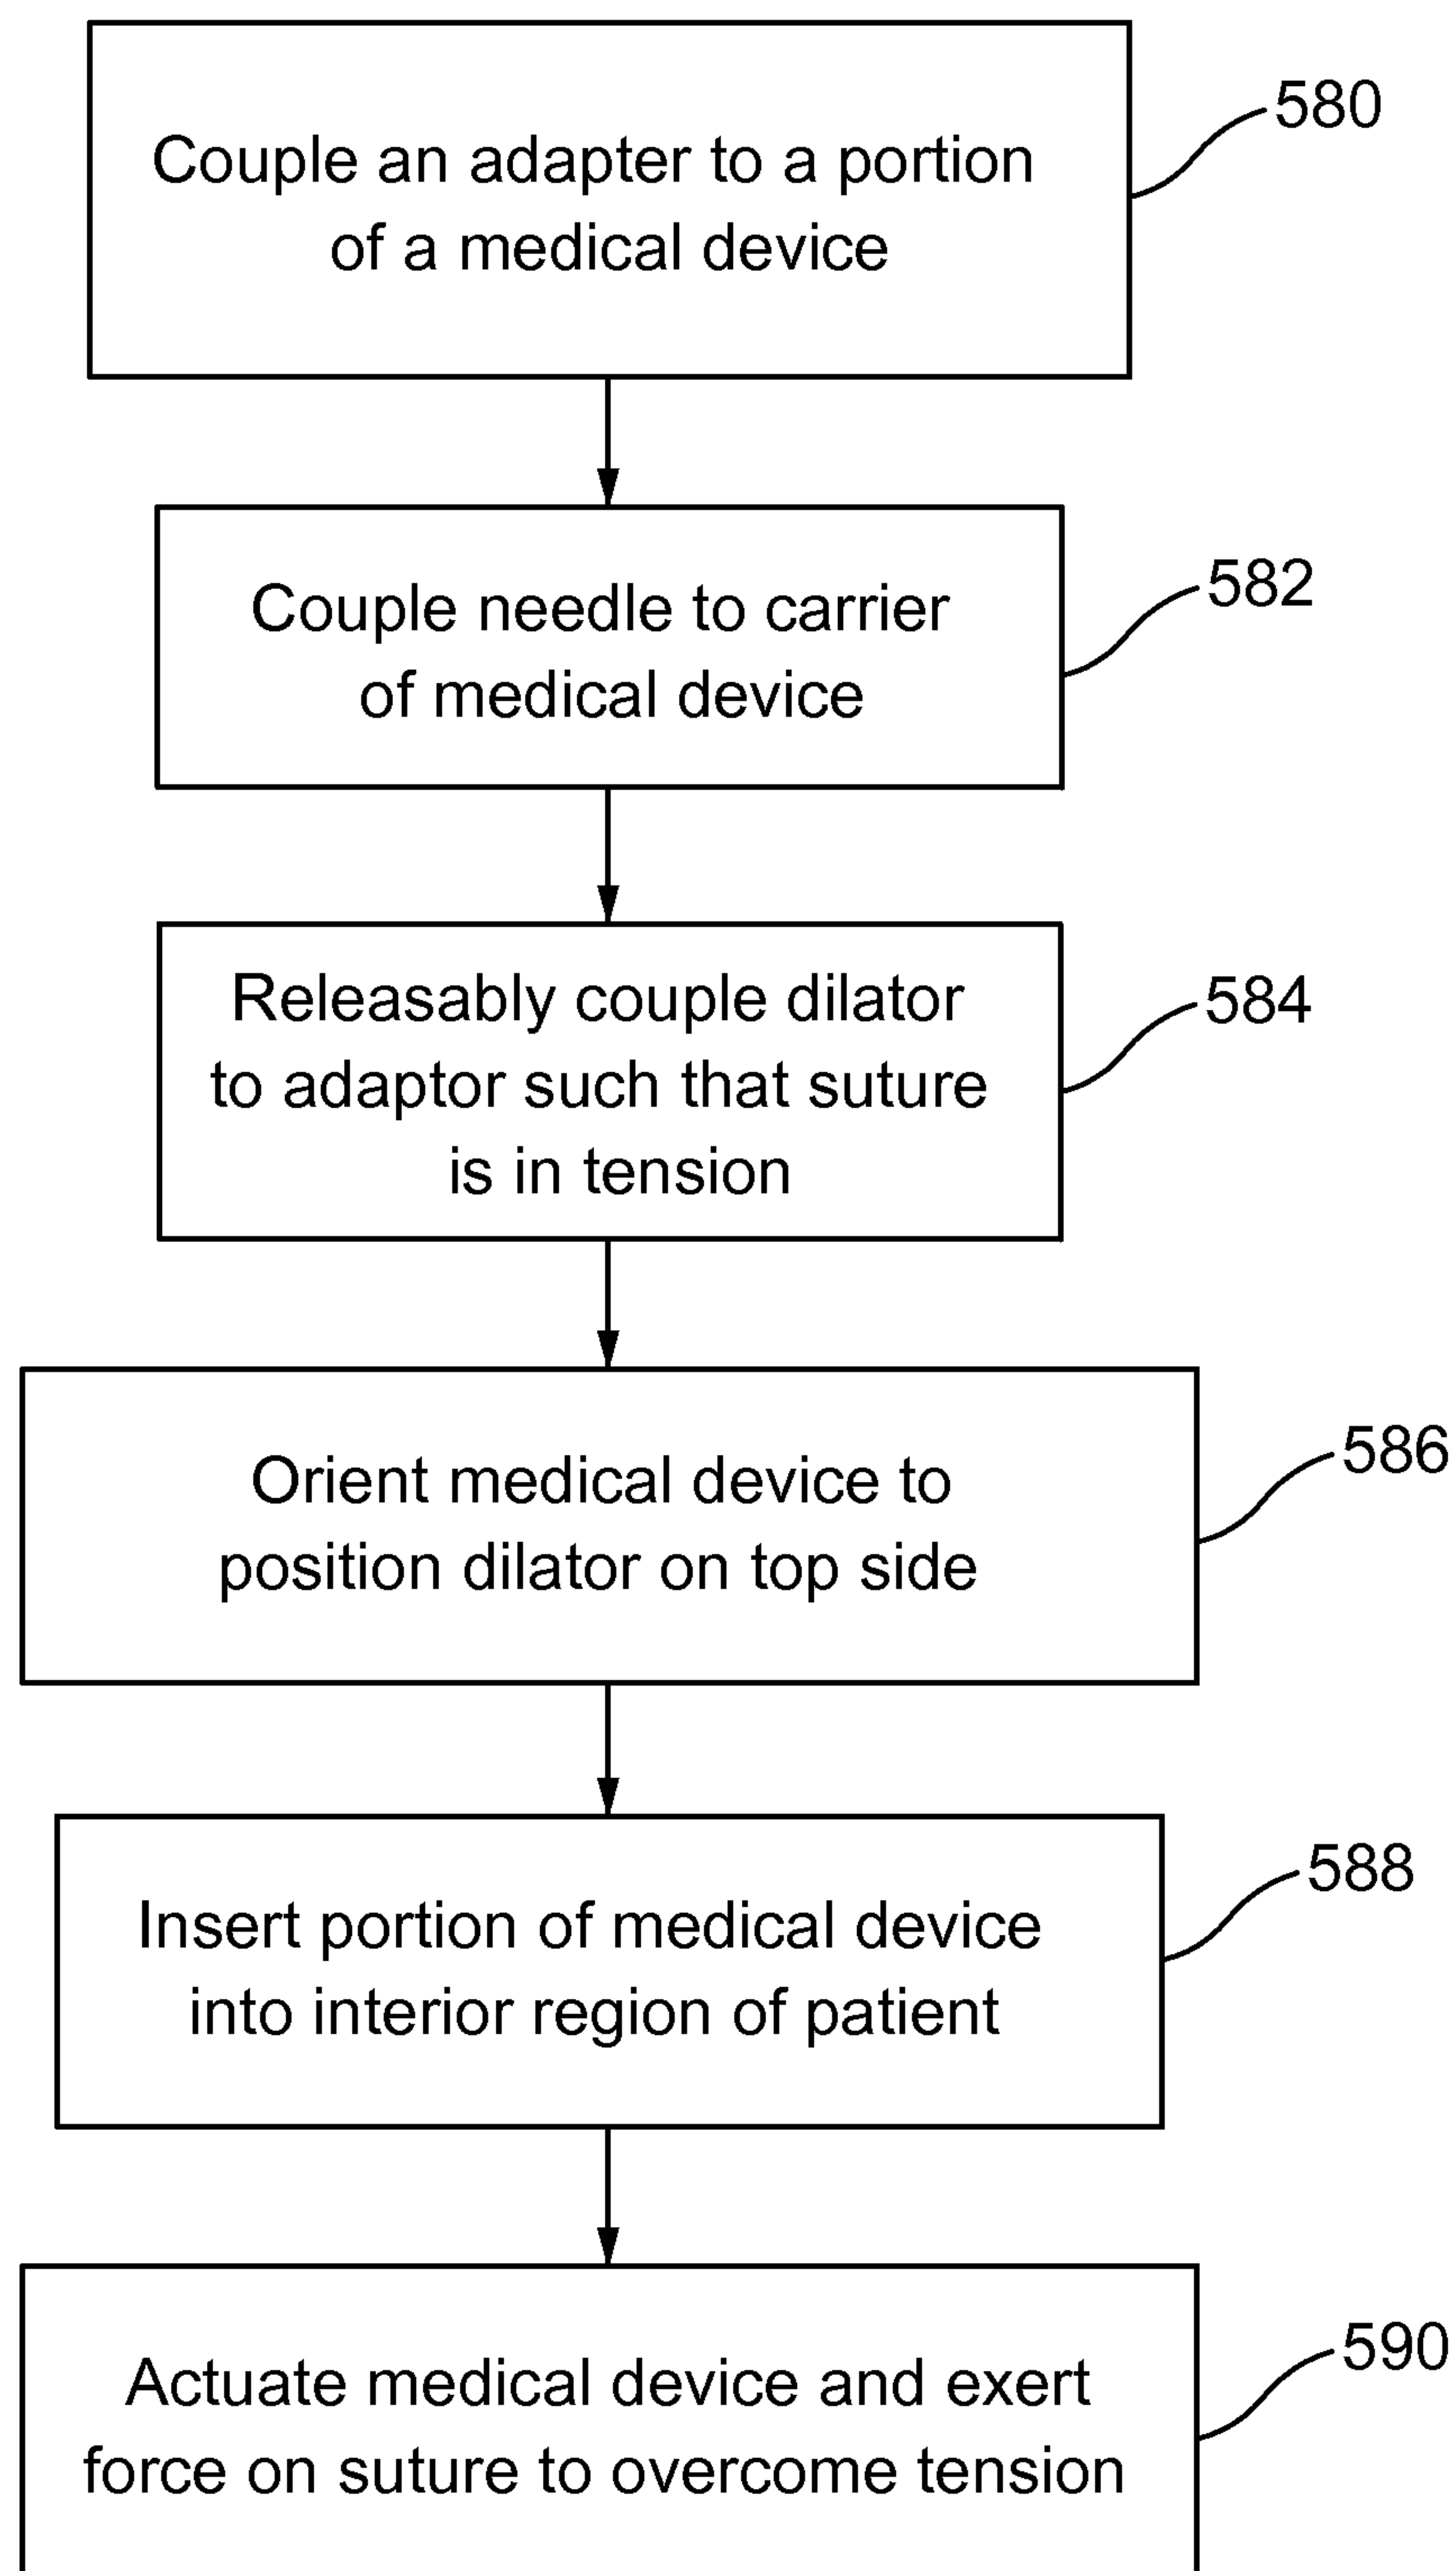 Couple an adapter to a portion
of a medical device
580
Couple needle to carrier
of medical device
582
Releasably couple dilator
to adaptor such that suture
is in tension
584
Orient medical device to
position dilator on top side
586
Insert portion of medical device
into interior region of patient
588
Actuate medical device and exert
force on suture to overcome tension
590